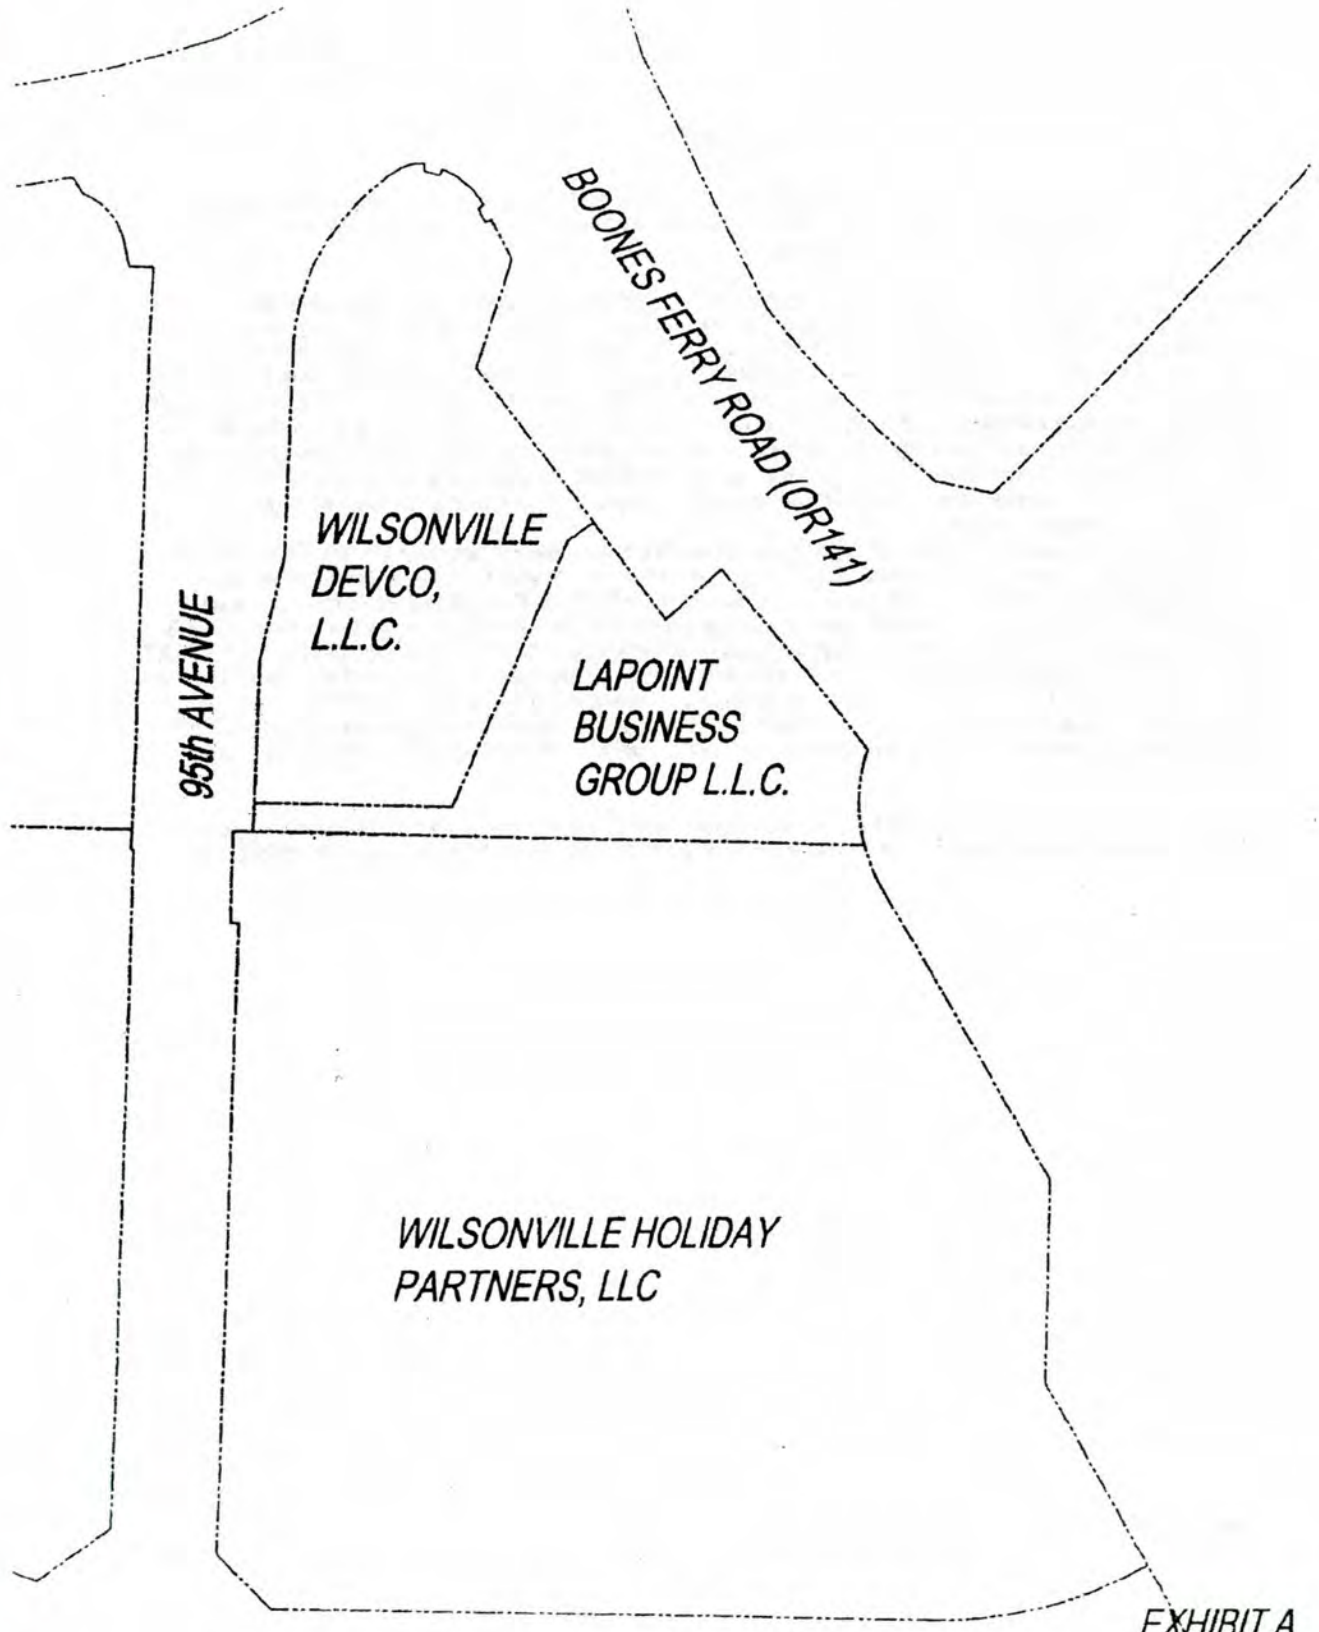 BOONES FERRY ROAD (OR141)
WILSONVILLE
DEVCO,
L.L.C.
95th AVENUE
LAPOINT
BUSINESS
GROUP L.L.C.
WILSONVILLE HOLIDAY
PARTNERS, LLC
EXHIBIT A